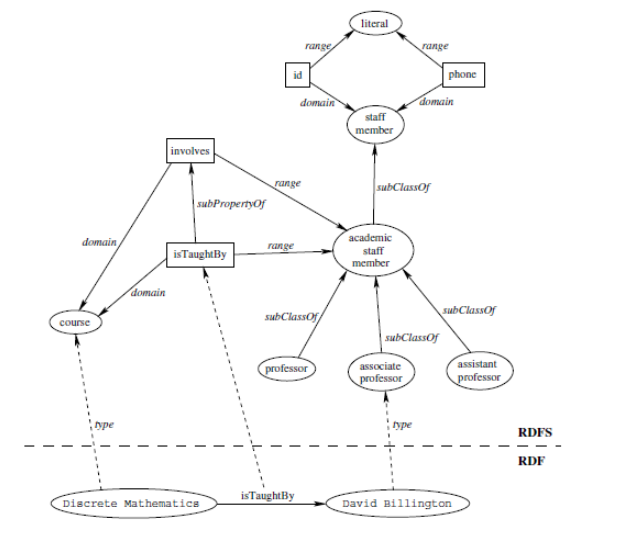 literal
range
range
id
phone
domain
domain
staff
member
involves
range
subClassOf
subPropertyOf
domain
isTaughtBy
range
academic
staff
member
domain
course
subClassOf
subClassOf
subClassOf
professor
associate
professor
assistant
professor
type
type
RDFS
RDF
isTaughtBy
Discrete Mathematics
David Billington